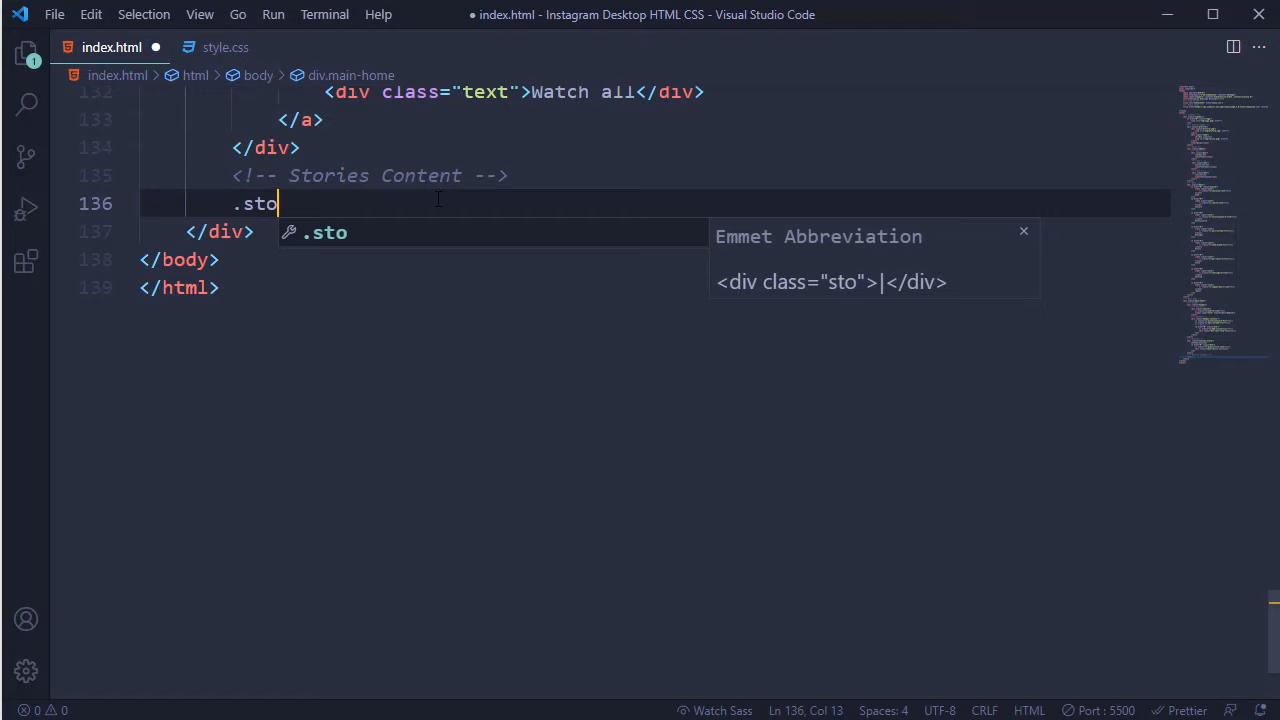 File Edit Selection View Go Run Terminal Help ● index.html - Instagram Desktop HTML CSS - Visual Studio Code
index.html ● style.css
index.html > html > body > div.main-home
132 <div class="text">Watch all</div>
133 </a>
134 </div>
135 <!-- Stories Content -->
136 .sto
137 </div>
138 </body>
139 </html>
.sto
Emmet Abbreviation
<div class="sto">|</div>
1
0 0 Watch Sass Ln 136, Col 13 Spaces: 4 UTF-8 CRLF HTML Port : 5500 Prettier